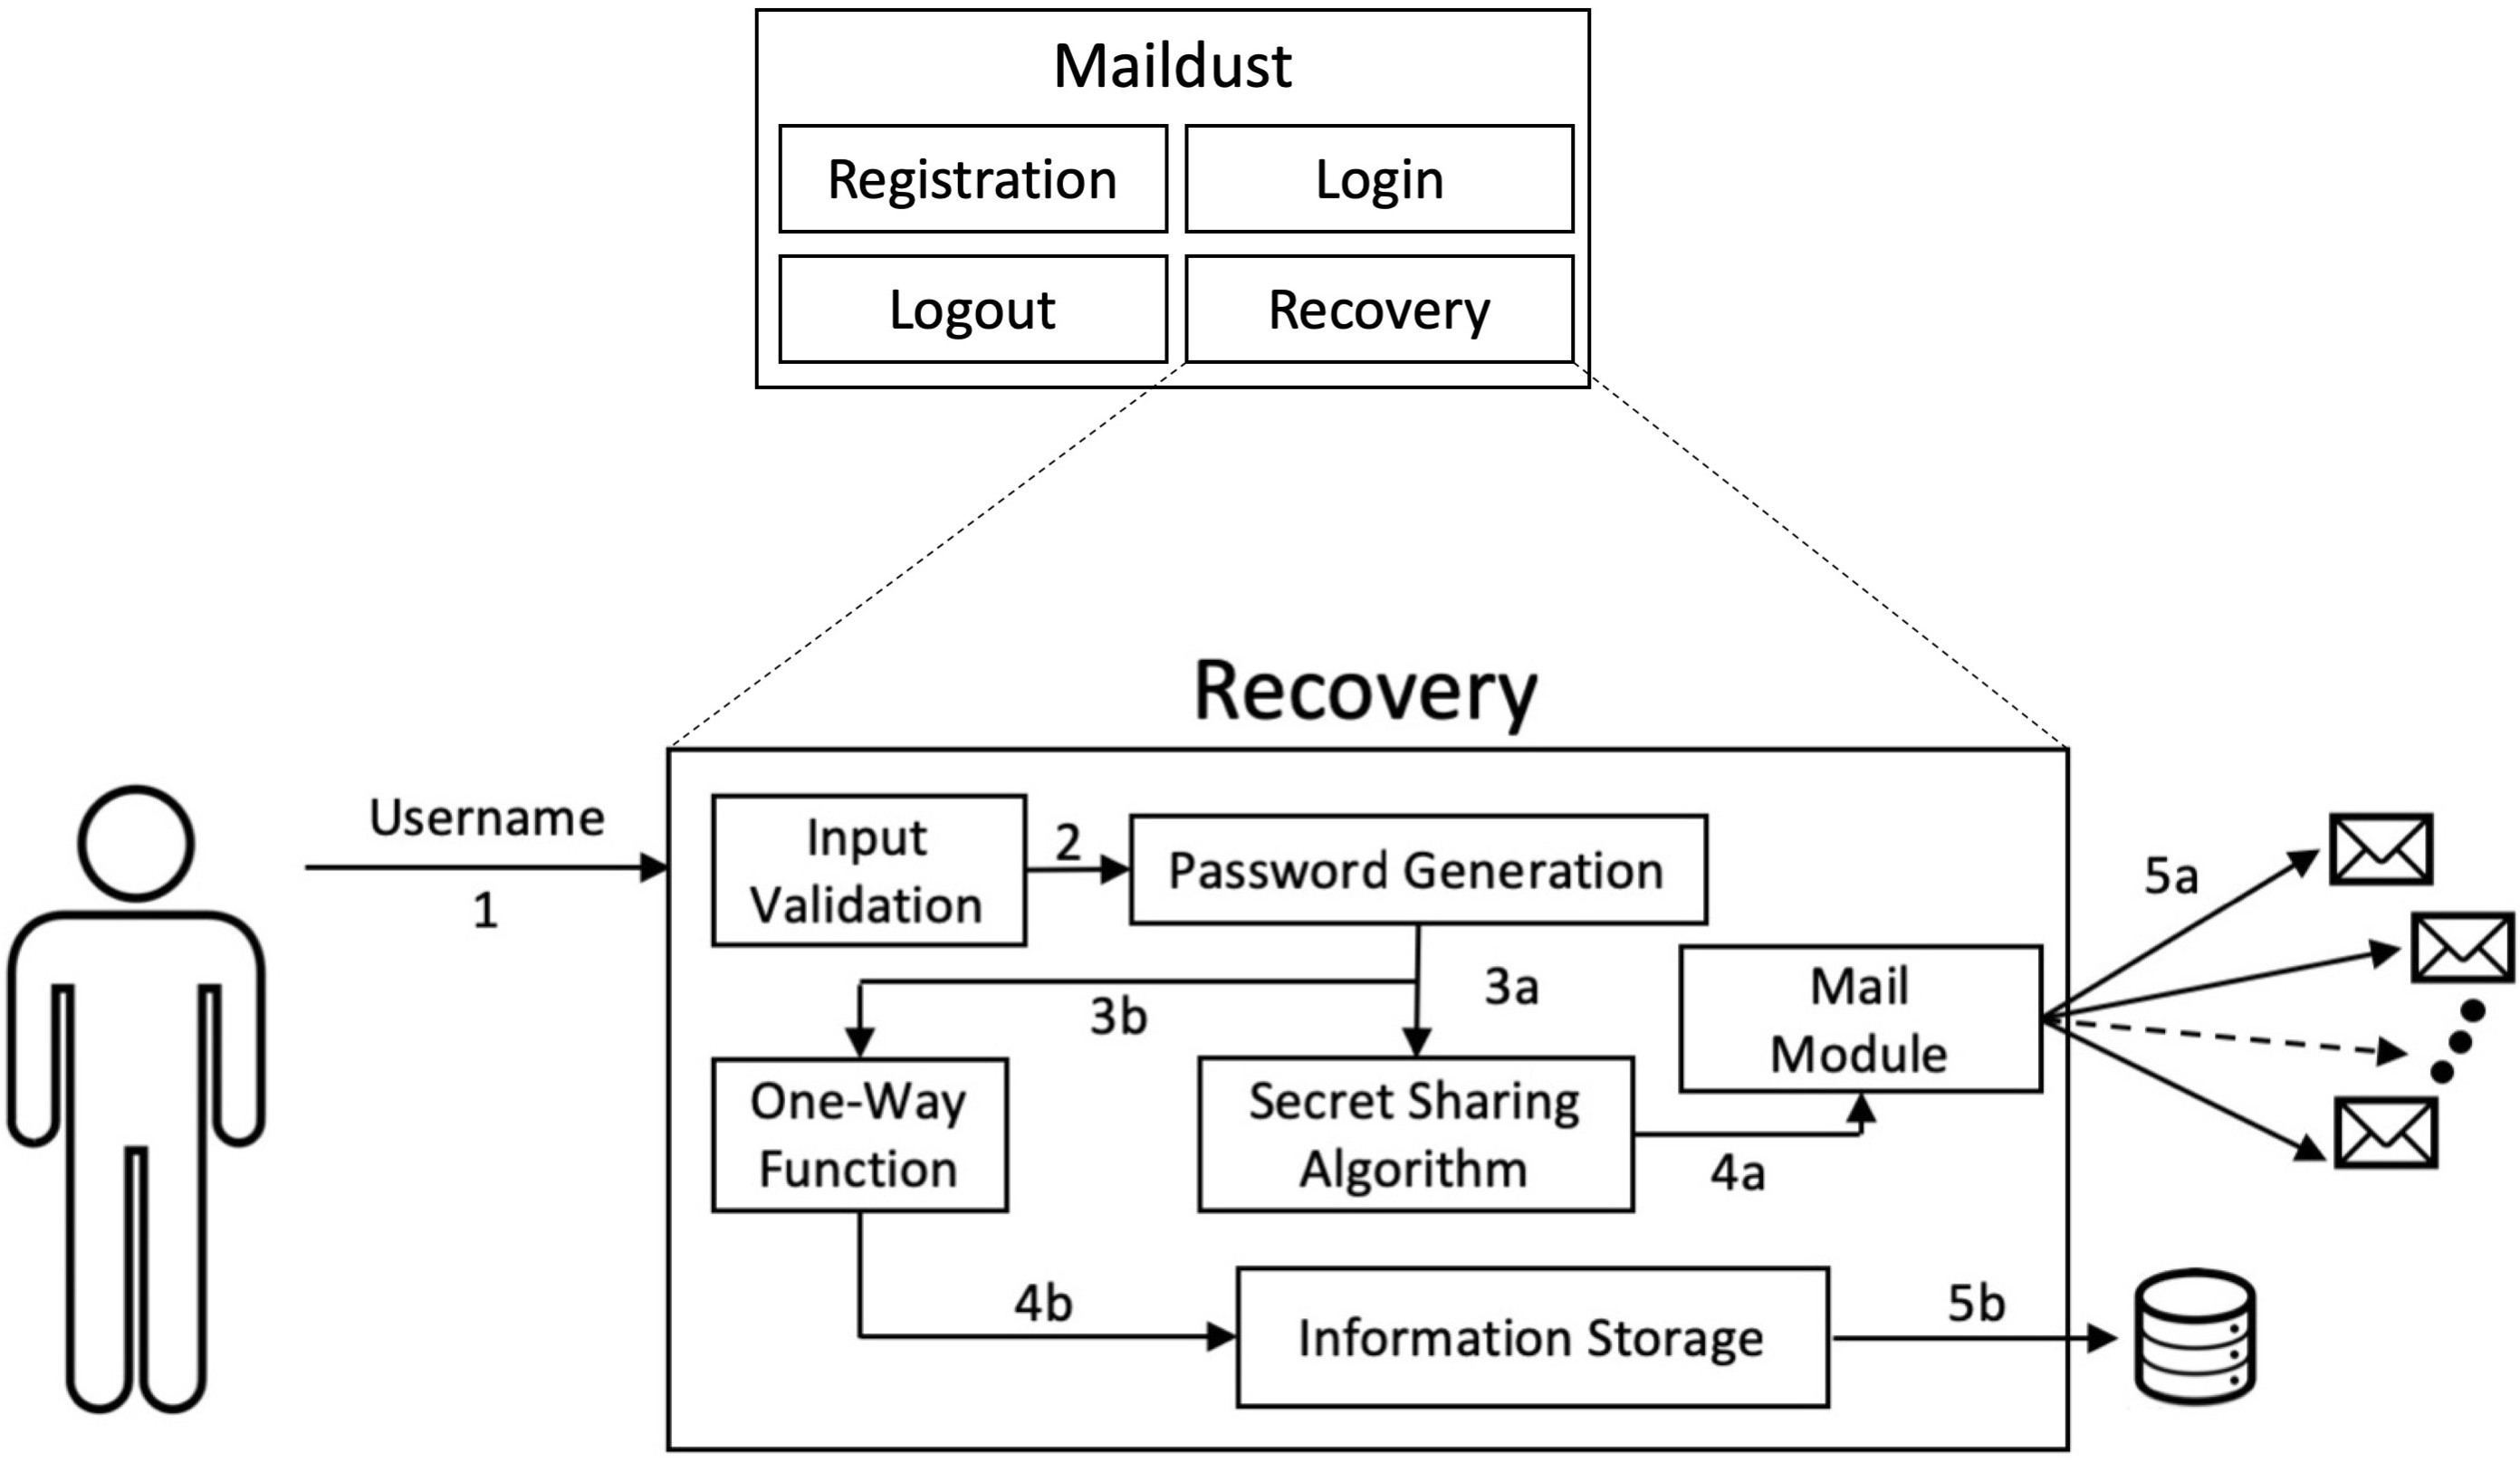 Maildust
Registration
Login
Logout
Recovery
Recovery
Username
1
Input
Validation
2
Password Generation
3a
3b
One-Way
Function
Secret Sharing
Algorithm
Mail
Module
4a
5a
4b
Information Storage
5b